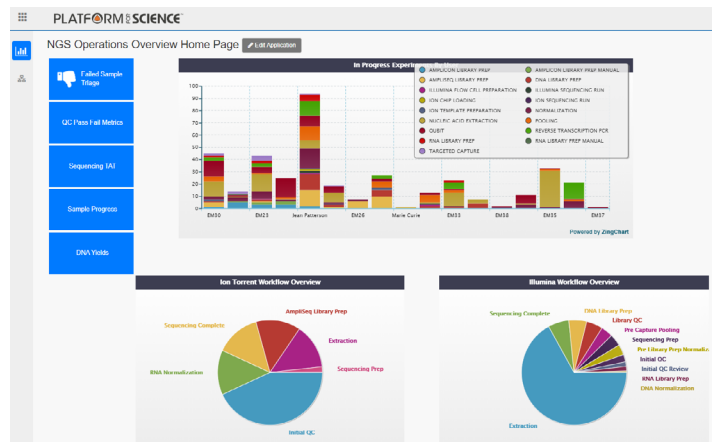 PLATFORM FOR SCIENCE
NGS Operations Overview Home Page
Edit Application
Failed Sample
Triage
QC Pass Fail Metrics
Sequencing TAT
Sample Progress
DNA Yields
In Progress
AMPLICON LIBRARY PREP
AMPLICON LIBRARY PREP MANUAL
AMPLISEQ LIBRARY PREP
DNA LIBRARY PREP
ILLUMINA FLOW CELL PREPARATION
ILLUMINA SEQUENCING RUN
ION CHIP LOADING
ION SEQUENCING RUN
ION TEMPLATE PREPARATION
NORMALIZATION
NUCLEIC ACID EXTRACTION
POOLING
QUBIT
REVERSE TRANSCRIPTION PCR
RNA LIBRARY PREP
RNA LIBRARY PREP MANUAL
TARGETED CAPTURE
100
90
80
70
60
50
40
30
20
10
0
EM30 EM23 Jean Patterson EM26 Marie Curie EM33 EM38 EM35 EM37
Powered by ZingChart
Ion Torrent Workflow Overview
AmpliSeq Library Prep
Sequencing Complete
Extraction
RNA Normalization
Sequencing Prep
Initial QC
Illumina Workflow Overview
Sequencing Complete
DNA Library Prep
Library QC
Pre Capture Pooling
Sequencing Prep
Pre Library Prep Normaliz
Initial QC
Initial QC Review
RNA Library Prep
DNA Normalization
Extraction